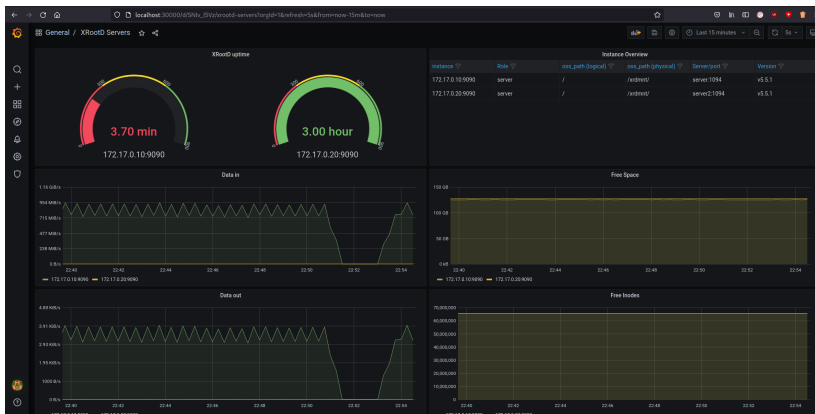 localhost:30000/d/SNlv_I5Vz/xrootd-servers?orgId=1&refresh=5s&from=now-15m&to=now
General / XRootD Servers
Last 15 minutes
5s
XRootD uptime
3.70 min
172.17.0.10:9090
3.00 hour
172.17.0.20:9090
Instance Overview
Instance Role oss_path (logical) oss_path (physical) Server/port Version
172.17.0.10:9090 server / /xrdmnt/ server:1094 v5.5.1
172.17.0.20:9090 server / /xrdmnt/ server2:1094 v5.5.1
Data in
954 MiB/s
715 MiB/s
477 MiB/s
238 MiB/s
0 B/s
22:40 22:42 22:44 22:46 22:48 22:50 22:52 22:54
172.17.0.10:9090 172.17.0.20:9090
Free Space
150 GB
100 GB
50 GB
0 kB
22:40 22:42 22:44 22:46 22:48 22:50 22:52 22:54
172.17.0.10:9090 172.17.0.20:9090
Data out
4.88 KiB/s
3.91 KiB/s
2.93 KiB/s
1.95 KiB/s
1000 B/s
0 B/s
22:40 22:42 22:44 22:46 22:48 22:50 22:52 22:54
Free Inodes
70,000,000
60,000,000
50,000,000
40,000,000
30,000,000
20,000,000
10,000,000
0
22:40 22:42 22:44 22:46 22:48 22:50 22:52 22:54